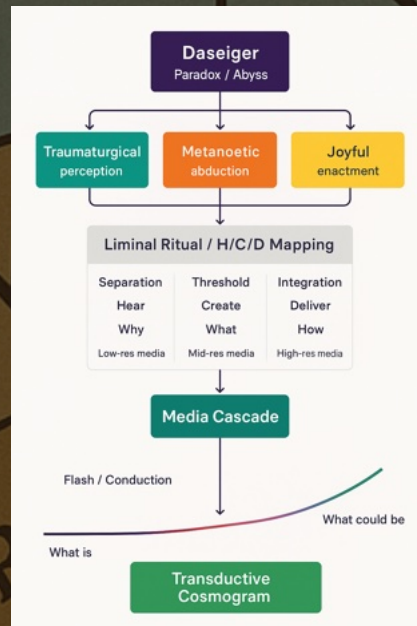 Daseiger
Paradox / Abyss
Traumaturgical
perception
Metanoetic
abduction
Joyful
enactment
Liminal Ritual / H/C/D Mapping
Separation
Threshold
Integration
Hear
Create
Deliver
Why
What
How
Low-res media
Mid-res media
High-res media
Media Cascade
Flash / Conduction
What could be
What is
Transductive
Cosmogram